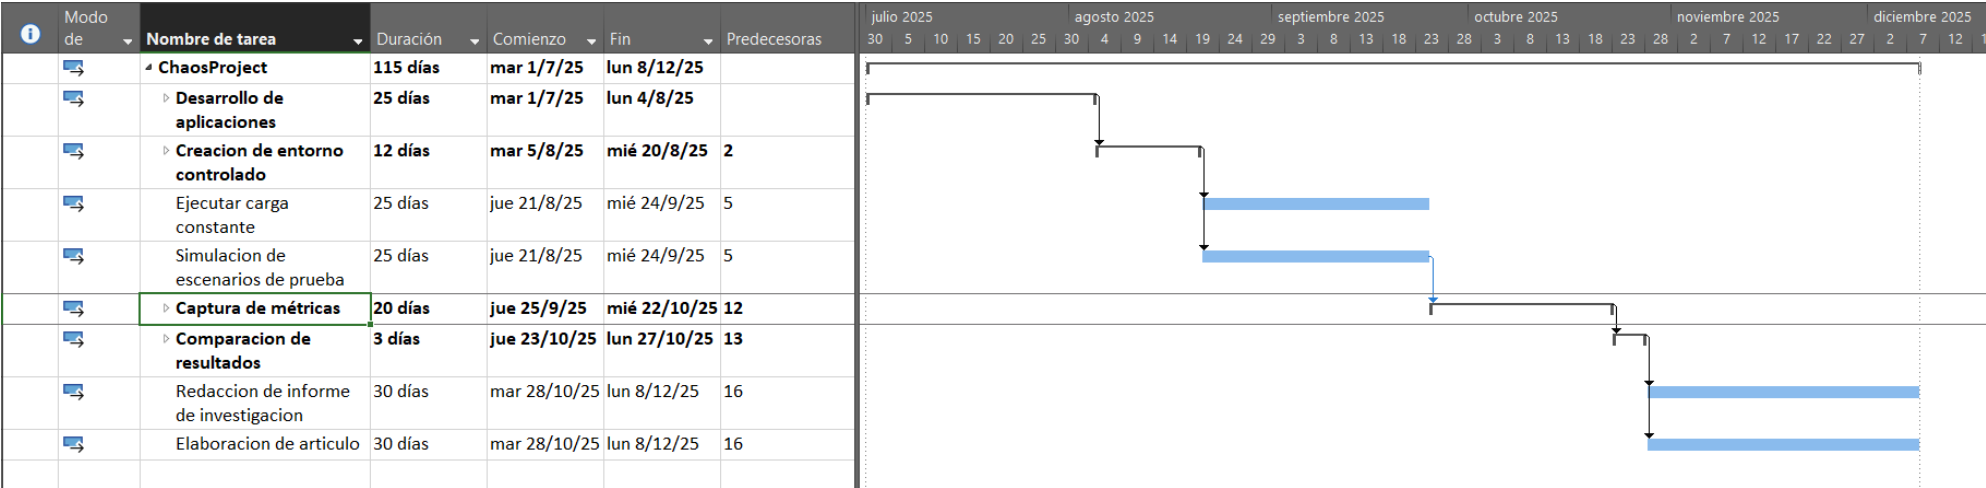 Modo de Nombre de tarea Duración Comienzo Fin Predecesoras
julio 2025 agosto 2025 septiembre 2025 octubre 2025 noviembre 2025 diciembre 2025
30 5 10 15 20 25 30 4 9 14 19 24 29 3 8 13 18 23 28 3 8 13 18 23 28 2 7 12 17 22 27 2 7 12
ChaosProject 115 días mar 1/7/25 lun 8/12/25
Desarrollo de aplicaciones 25 días mar 1/7/25 lun 4/8/25
Creacion de entorno controlado 12 días mar 5/8/25 mié 20/8/25 2
Ejecutar carga constante 25 días jue 21/8/25 mié 24/9/25 5
Simulacion de escenarios de prueba 25 días jue 21/8/25 mié 24/9/25 5
Captura de métricas 20 días jue 25/9/25 mié 22/10/25 12
Comparacion de resultados 3 días jue 23/10/25 lun 27/10/25 13
Redaccion de informe de investigacion 30 días mar 28/10/25 lun 8/12/25 16
Elaboracion de articulo 30 días mar 28/10/25 lun 8/12/25 16